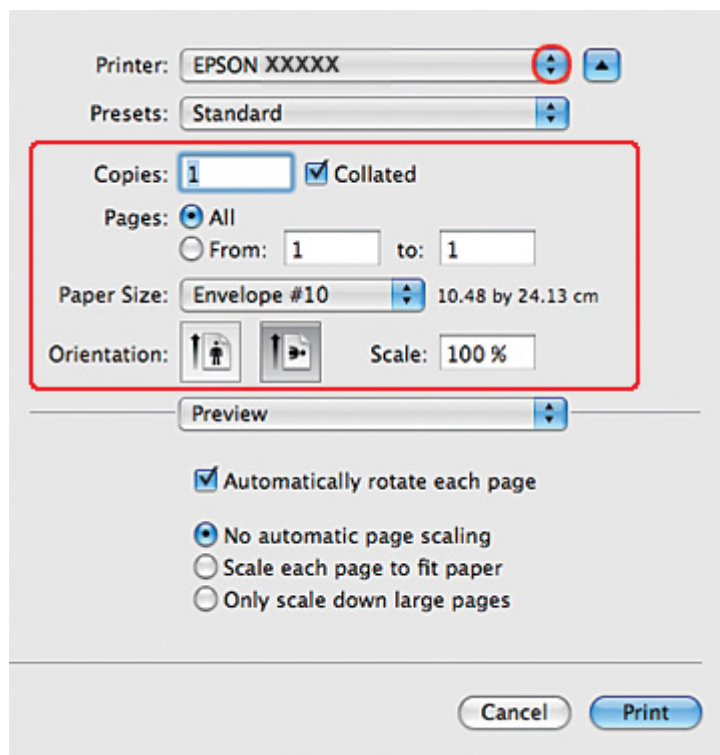 Printer: EPSON XXXXX
Presets: Standard
Copies: 1 Collated
Pages: All
From: 1 to: 1
Paper Size: Envelope #10 10.48 by 24.13 cm
Orientation: Scale: 100 %
Preview
Automatically rotate each page
No automatic page scaling
Scale each page to fit paper
Only scale down large pages
Cancel Print